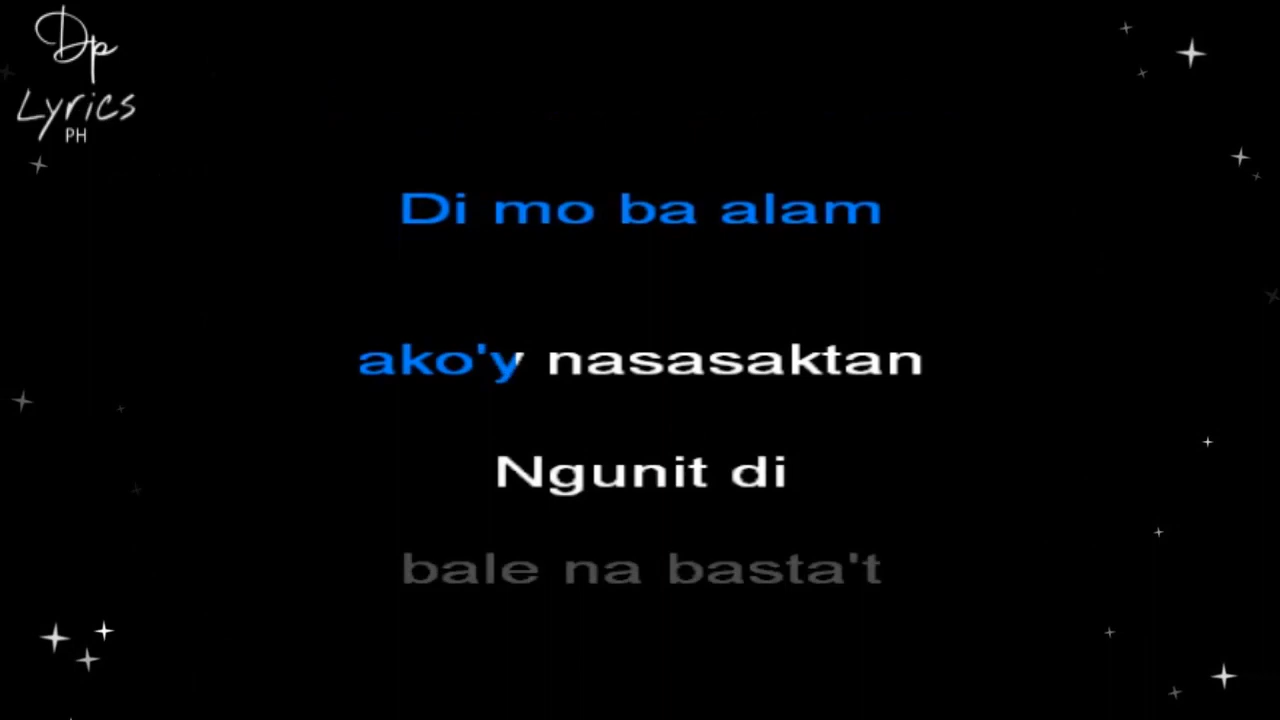 Dp
Lyrics
PH
Di mo ba alam
ako'y nasasaktan
Ngunit di
bale na basta't